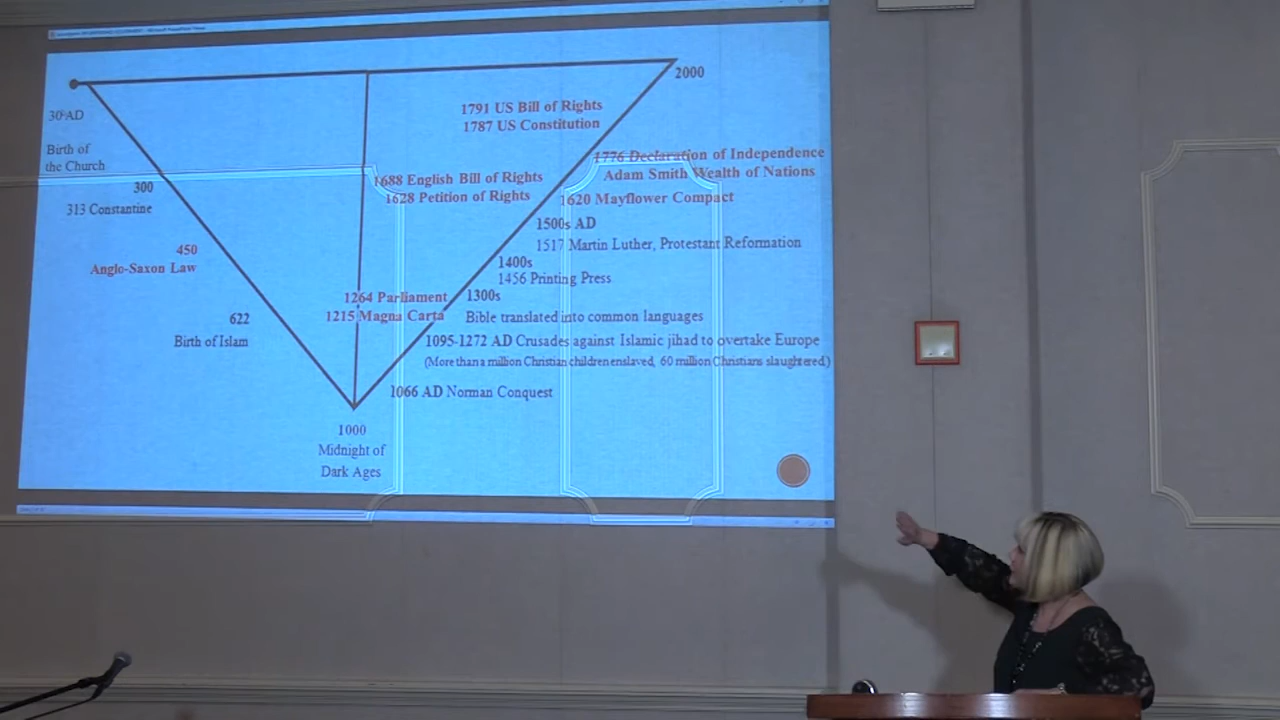 2000
30 AD
Birth of
the Church
300
313 Constantine
450
Anglo-Saxon Law
622
Birth of Islam
1000
Midnight of
Dark Ages
1066 AD Norman Conquest
1095-1272 AD Crusades against Islamic jihad to overtake Europe
(More than a million Christian children enslaved, 60 million Christians slaughtered)
1264 Parliament
1215 Magna Carta
1300s
Bible translated into common languages
1400s
1456 Printing Press
1500s AD
1517 Martin Luther, Protestant Reformation
1620 Mayflower Compact
1688 English Bill of Rights
1628 Petition of Rights
1776 Declaration of Independence
Adam Smith Wealth of Nations
1791 US Bill of Rights
1787 US Constitution